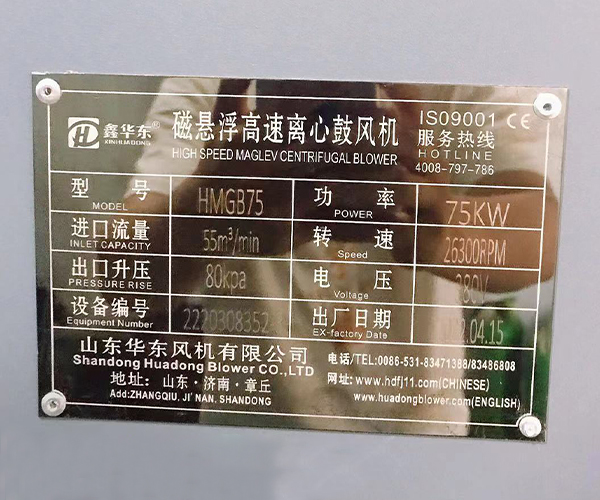 鑫华东®
XINHUADONG
磁悬浮高速离心鼓风机
HIGH SPEED MAGLEV CENTRIFUGAL BLOWER
ISO9001 CE
服务热线
HOTLINE
4008-797-786
型号 HMGB75 功率 75KW
MODEL POWER
进口流量 55m³/min 转速 26300RPM
INLET CAPACITY Speed
出口升压 80kpa 电压 380V
PRESSURE RISE Voltage
设备编号 2220308352 出厂日期 .04.15
Equipment Number EX-factory Date
山东华东风机有限公司
Shandong Huadong Blower CO.,LTD
地址: 山东·济南·章丘
Add:ZHANGQIU, JI'NAN, SHANDONG
电话/TEL:0086-531-83471388/83486808
网址: www.hdfj11.com(CHINESE)
www.huadongblower.com(ENGLISH)